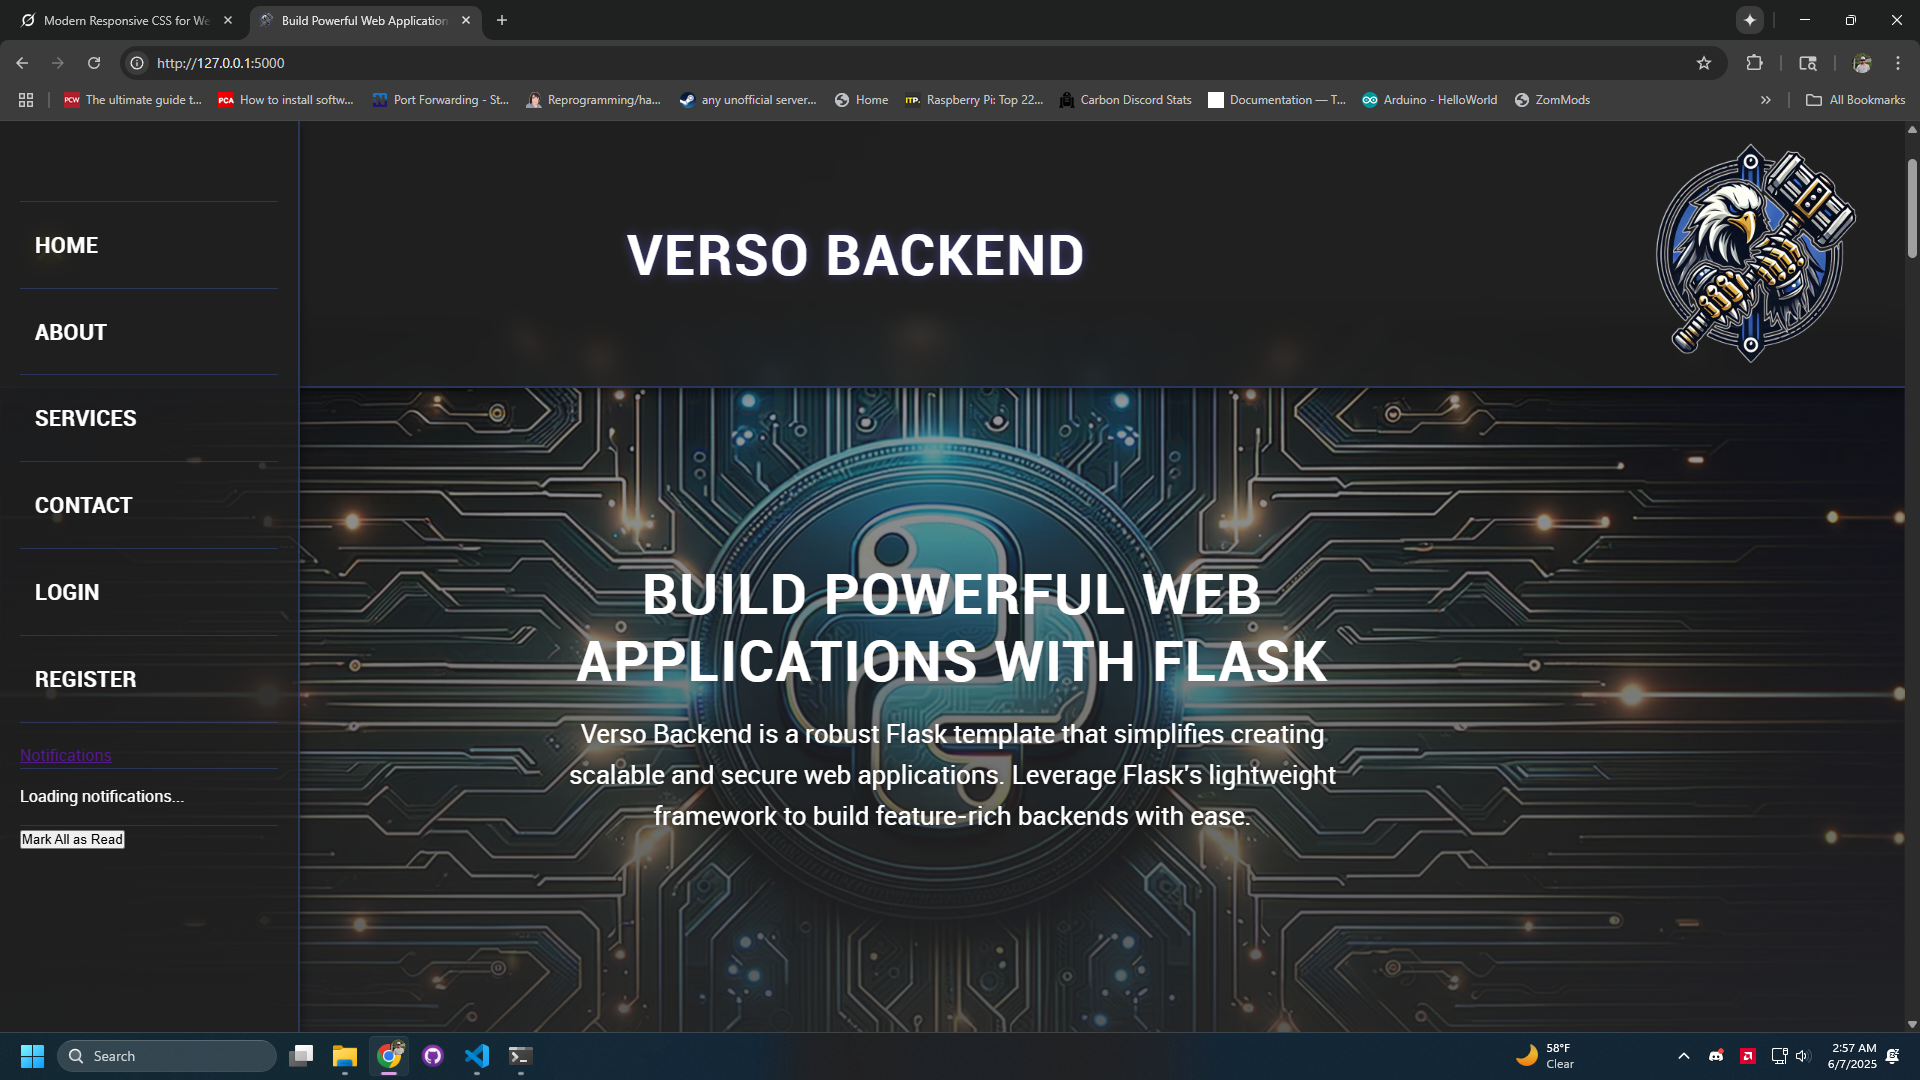 Modern Responsive CSS for We
Build Powerful Web Application
http://127.0.0.1:5000
PCW The ultimate guide t...
PCA How to install softw...
Port Forwarding - St...
Reprogramming/ha...
any unofficial server...
Home
ITP. Raspberry Pi: Top 22...
Carbon Discord Stats
Documentation — T...
Arduino - HelloWorld
ZomMods
All Bookmarks
VERSO BACKEND
HOME
ABOUT
SERVICES
CONTACT
LOGIN
REGISTER
Notifications
Loading notifications...
Mark All as Read
BUILD POWERFUL WEB
APPLICATIONS WITH FLASK
Verso Backend is a robust Flask template that simplifies creating
scalable and secure web applications. Leverage Flask's lightweight
framework to build feature-rich backends with ease.
Search
58°F
Clear
2:57 AM
6/7/2025